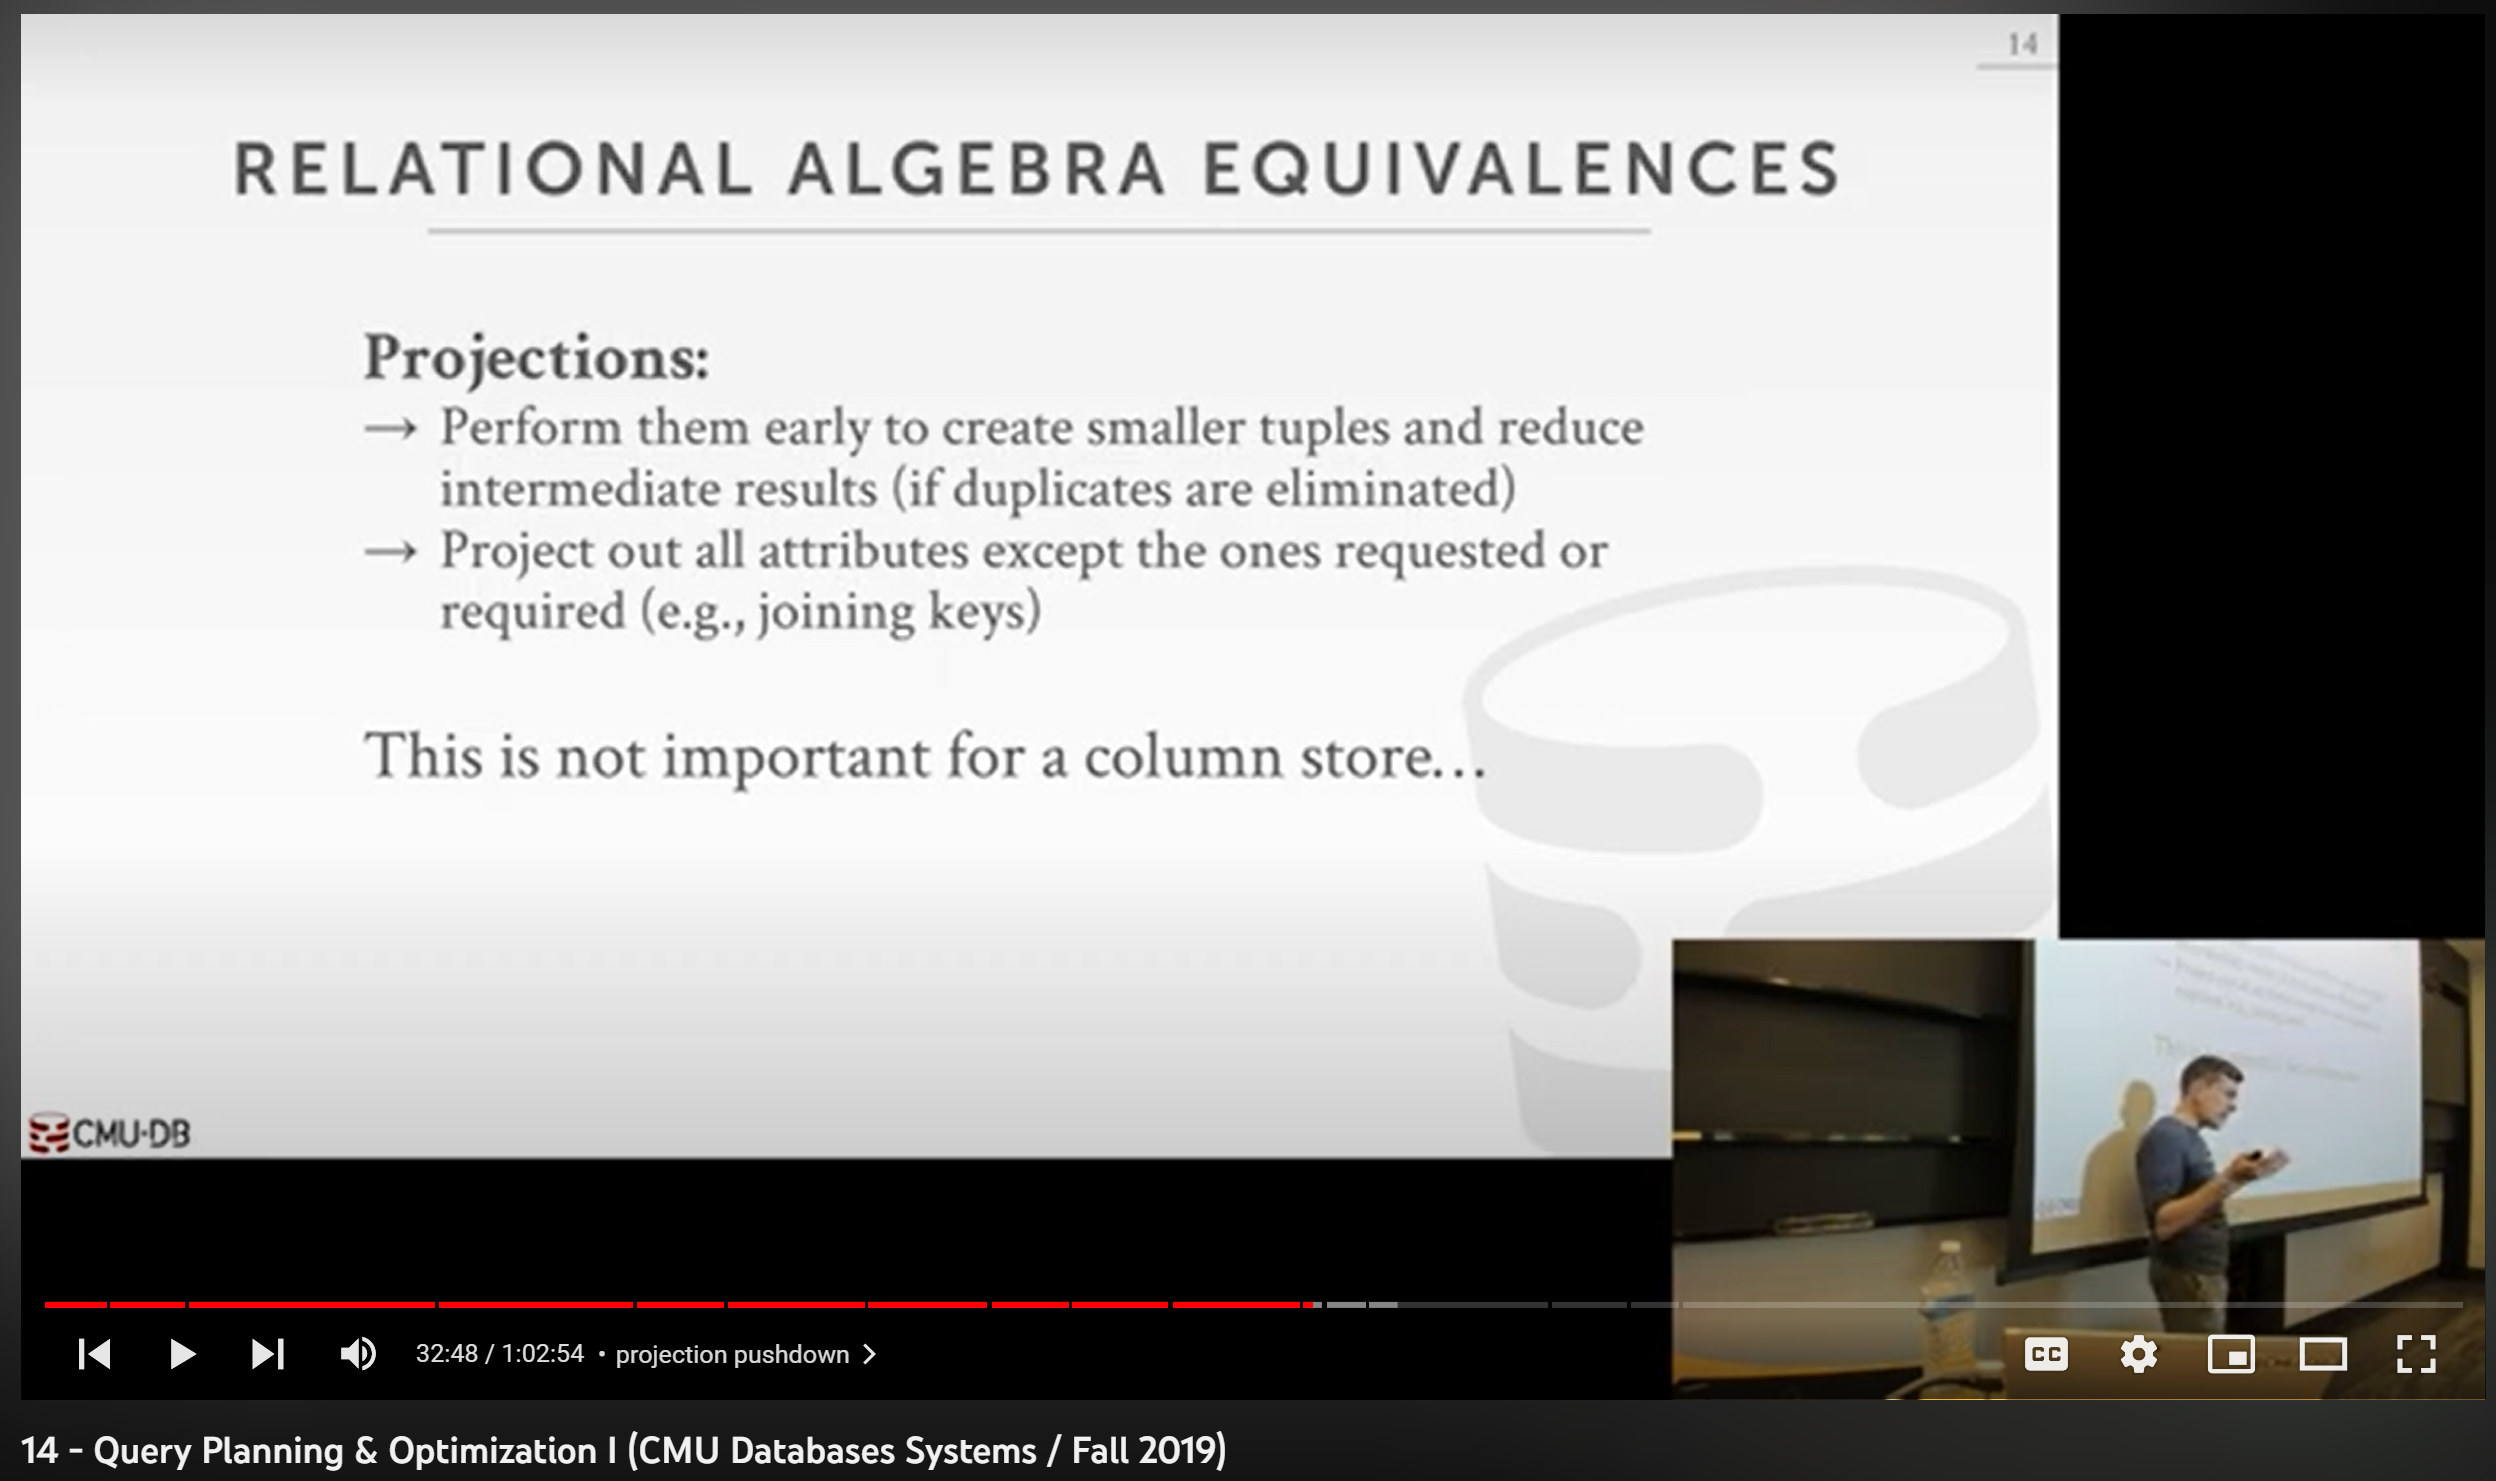 14
RELATIONAL ALGEBRA EQUIVALENCES
Projections:
→ Perform them early to create smaller tuples and reduce
intermediate results (if duplicates are eliminated)
→ Project out all attributes except the ones requested or
required (e.g., joining keys)
This is not important for a column store...
CMU·DB
32:48 / 1:02:54 • projection pushdown >
CC
14 - Query Planning & Optimization I (CMU Databases Systems / Fall 2019)